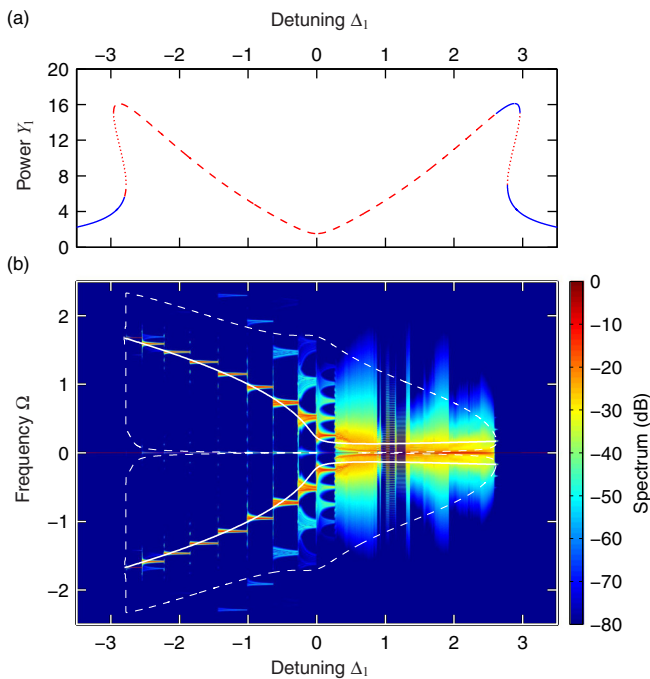 (a)
Detuning Δ₁
−3 −2 −1 0 1 2 3
20
16
12
8
4
0
Power Y₁
(b)
2
1
0
−1
−2
Frequency Ω
−3 −2 −1 0 1 2 3
Detuning Δ₁
0
−10
−20
−30
−40
−50
−60
−70
−80
Spectrum (dB)